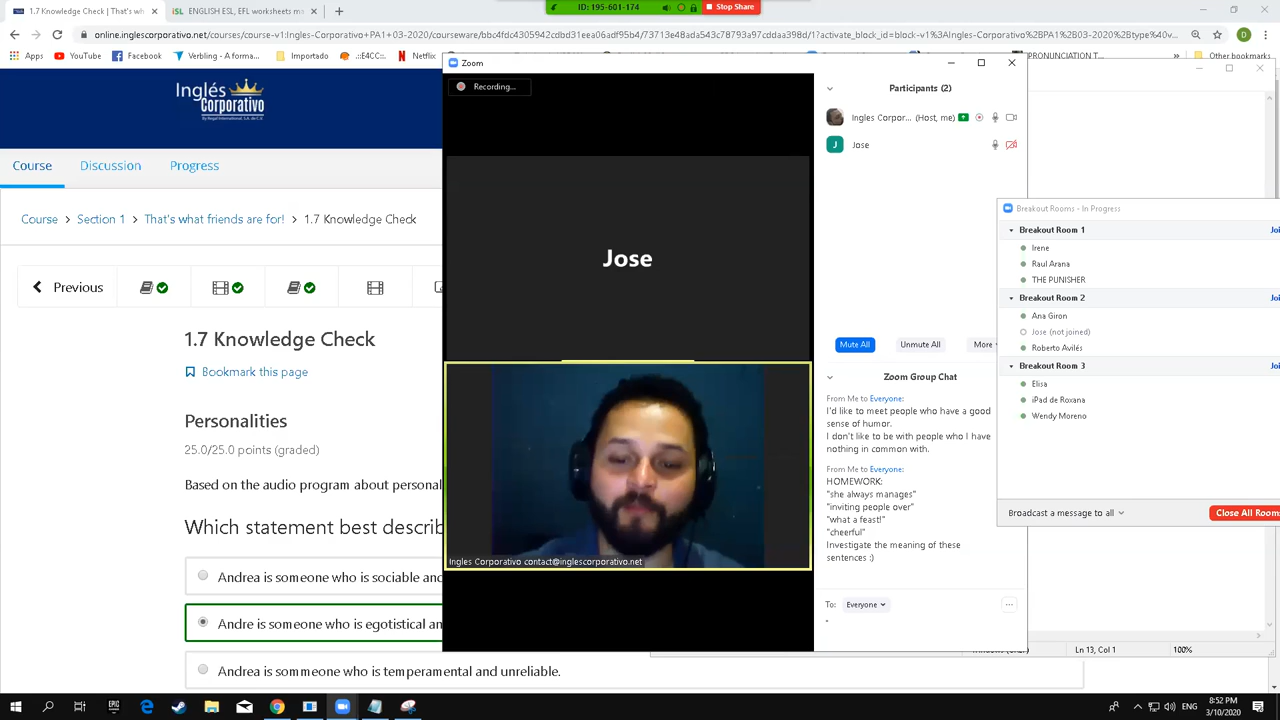 1.7 Knowledge Check | That's wh
ENGLISH ESL, EFL worksheets m
ID: 195-601-174
Stop Share
Apps
YouTube
Facebook
Verbling - A forma...
Importado
.::E4CC::.
Netflix
PRONUNCIATION T...
Other bookmarks
Inglés
Corporativo
Course
Discussion
Progress
Course > Section 1 > That's what friends are for! > 1.7 Knowledge Check
Previous
1.7 Knowledge Check
Bookmark this page
Personalities
25.0/25.0 points (graded)
Based on the audio program about personal
Which statement best describ
Andrea is someone who is sociable and
Andre is someone who is egotistical an
Andrea is sommeone who is temperamental and unreliable.
Zoom
Recording...
Jose
Ingles Corporativo contact@inglescorporativo.net
Participants (2)
Ingles Corpor... (Host, me)
J
Jose
Mute All
Unmute All
More
Zoom Group Chat
From Me to Everyone:
I'd like to meet people who have a good
sense of humor.
I don't like to be with people who I have
nothing in common with.
From Me to Everyone:
HOMEWORK:
"she always manages"
"inviting people over"
"what a feast!"
"cheerful"
Investigate the meaning of these
sentences :)
To: Everyone
"
Breakout Rooms - In Progress
Breakout Room 1
Joi
Irene
Raul Arana
THE PUNISHER
Breakout Room 2
Joi
Ana Giron
Jose (not joined)
Roberto Avilés
Breakout Room 3
Joi
Elisa
iPad de Roxana
Wendy Moreno
Broadcast a message to all
Close All Room
Ln 13, Col 1
100%
8:52 PM
3/10/2020